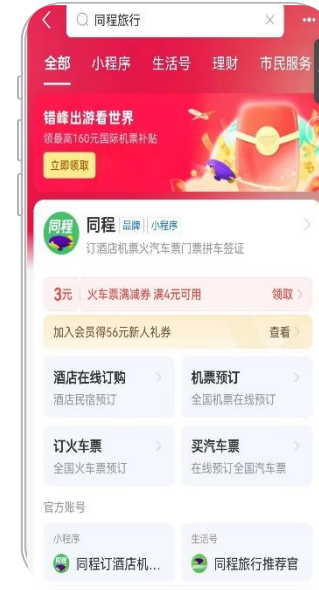 同程旅行
全部 小程序 生活号 理财 市民服务
错峰出游看世界
领最高160元国际机票补贴
立即领取
同程
同程 品牌 小程序
订酒店机票火汽车票门票拼车签证
3元 火车票满减券 满4元可用 领取
加入会员得56元新人礼券 查看
酒店在线订购 机票预订
酒店民宿预订 全国机票在线预订
订火车票 买汽车票
全国火车票预订 在线预订全国汽车票
官方账号
小程序 生活号
同程订酒店机... 同程旅行推荐官